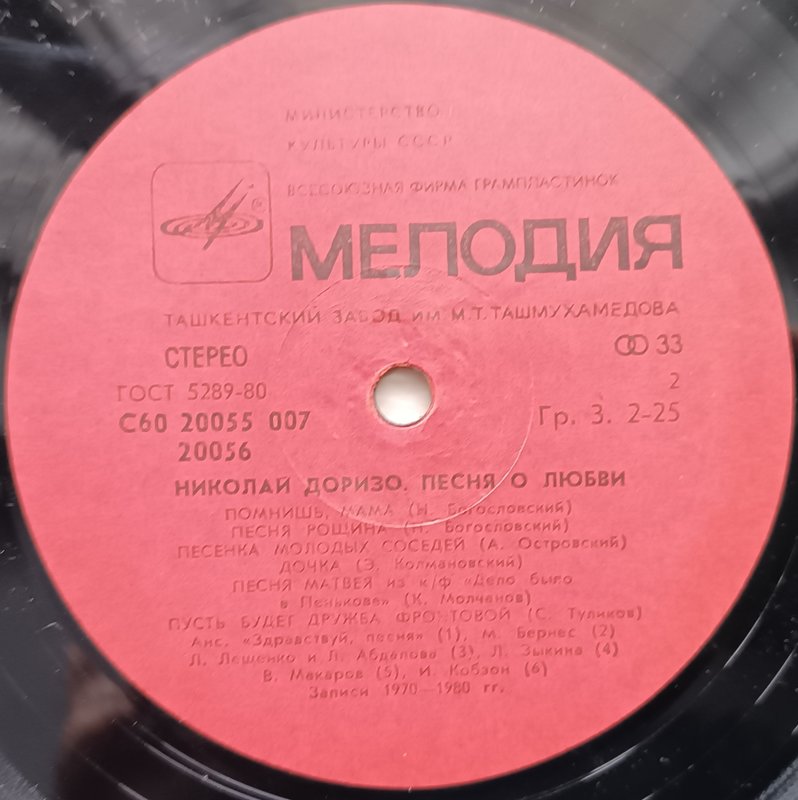 МИНИСТЕРСТВО
КУЛЬТУРЫ СССР
ВСЕСОЮЗНАЯ ФИРМА ГРАМПЛАСТИНОК
®
МЕЛОДИЯ
ТАШКЕНТСКИЙ ЗАВОД ИМ. М.Т.ТАШМУХАМЕДОВА
СТЕРЕО
33
ГОСТ 5289-80
2
С60 20055 007
Гр. 3. 2-25
20056
НИКОЛАЙ ДОРИЗО. ПЕСНЯ О ЛЮБВИ
ПОМНИШЬ, МАМА (Н. Богословский)
ПЕСНЯ РОЩИНА (Н. Богословский)
ПЕСЕНКА МОЛОДЫХ СОСЕДЕЙ (А. Островский)
ДОЧКА (Э. Колмановский)
ПЕСНЯ МАТВЕЯ из к/ф «Дело было
в Пенькове» (К. Молчанов)
ПУСТЬ БУДЕТ ДРУЖБА ФРОНТОВОЙ (С. Туликов)
Анс. «Здравствуй, песня» (1), М. Бернес (2)
Л. Лещенко и Л. Абдалова (3), Л. Зыкина (4)
В. Макаров (5), И. Кобзон (6)
Записи 1970—1980 гг.